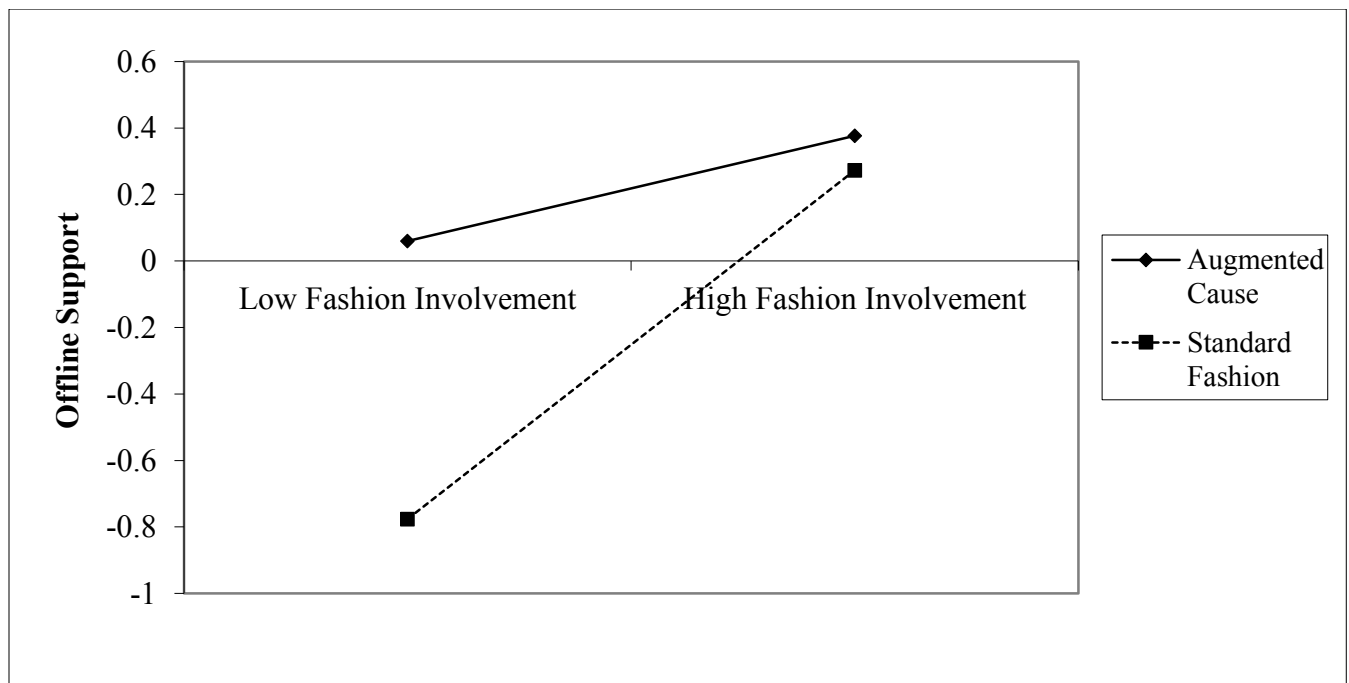 0.6
0.4
0.2
0
-0.2
-0.4
-0.6
-0.8
-1
Offline Support
Low Fashion Involvement
High Fashion Involvement
Augmented
Cause
Standard
Fashion